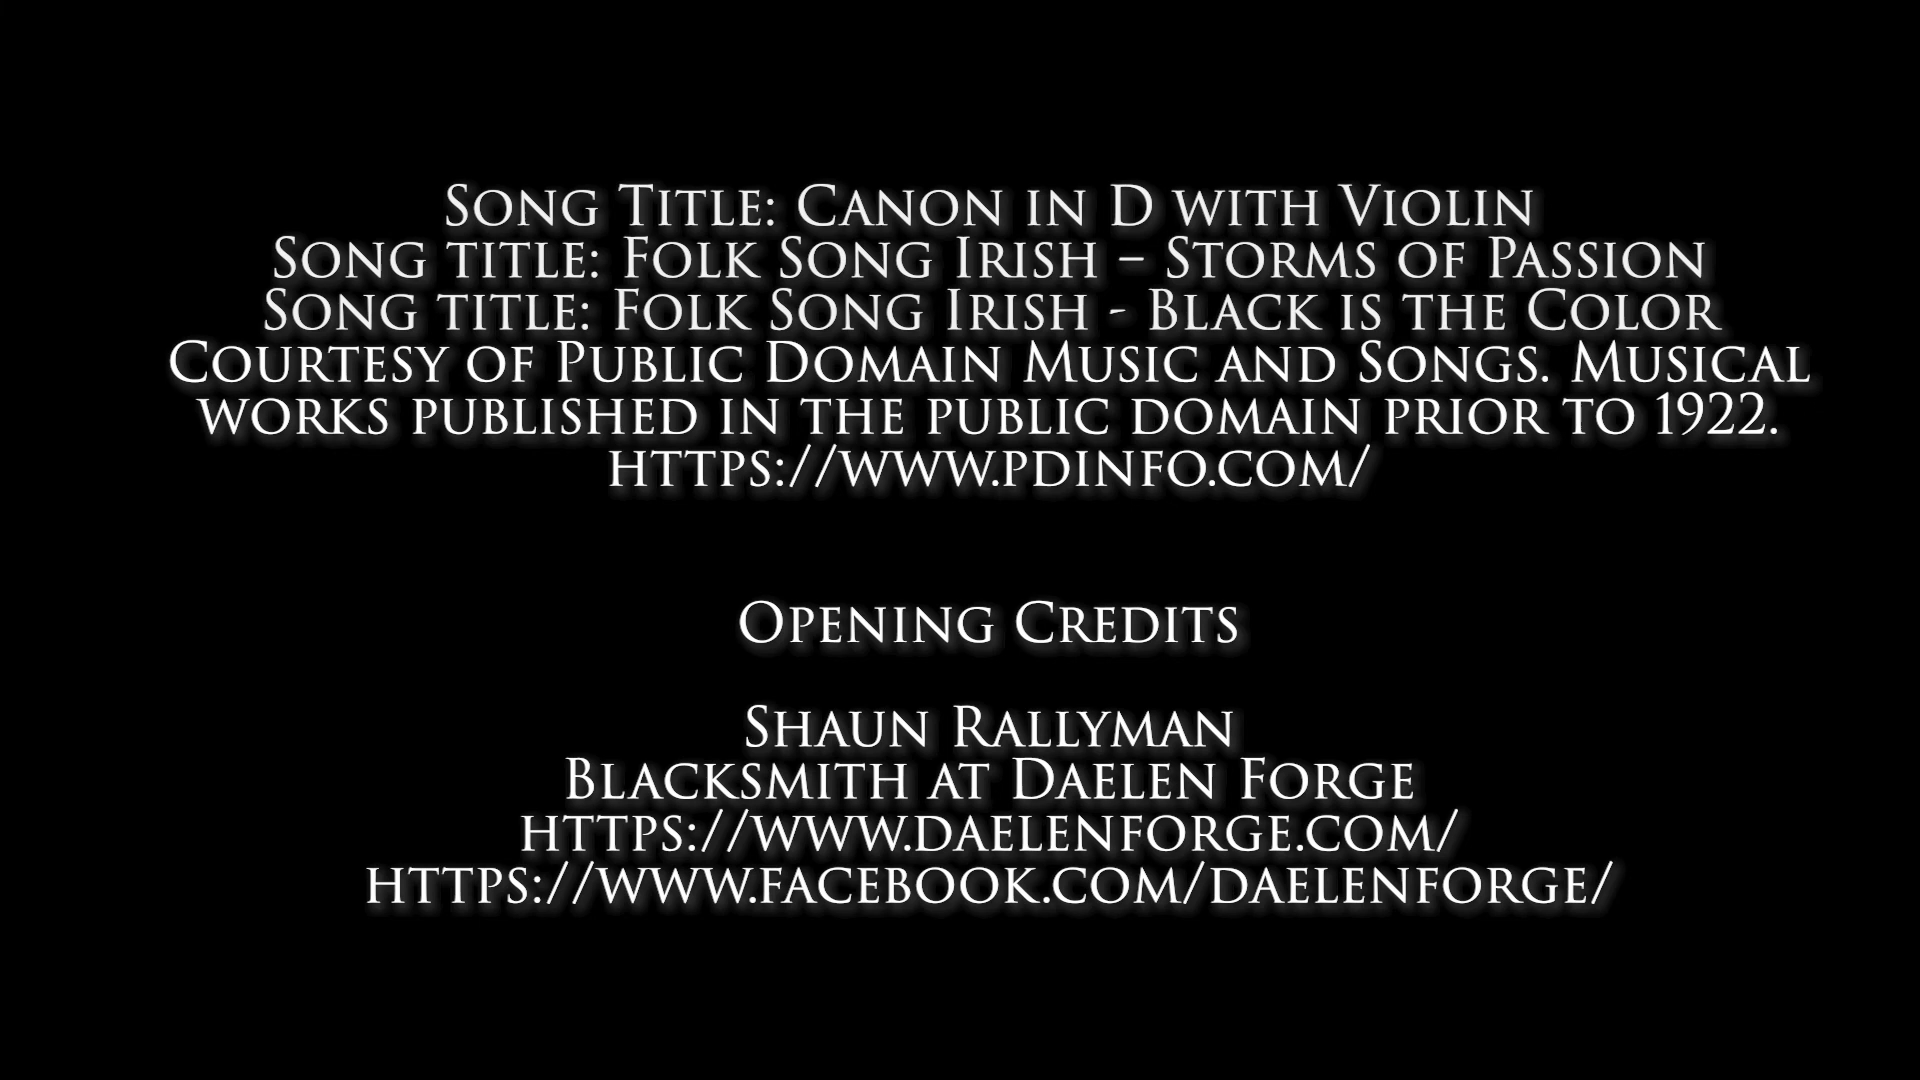 Song Title: Canon in D with Violin
Song title: Folk Song Irish – Storms of Passion
Song title: Folk Song Irish - Black is the Color
Courtesy of Public Domain Music and Songs. Musical
works published in the public domain prior to 1922.
https://www.pdinfo.com/
Opening Credits
Shaun Rallyman
Blacksmith at Daelen Forge
https://www.daelenforge.com/
https://www.facebook.com/daelenforge/